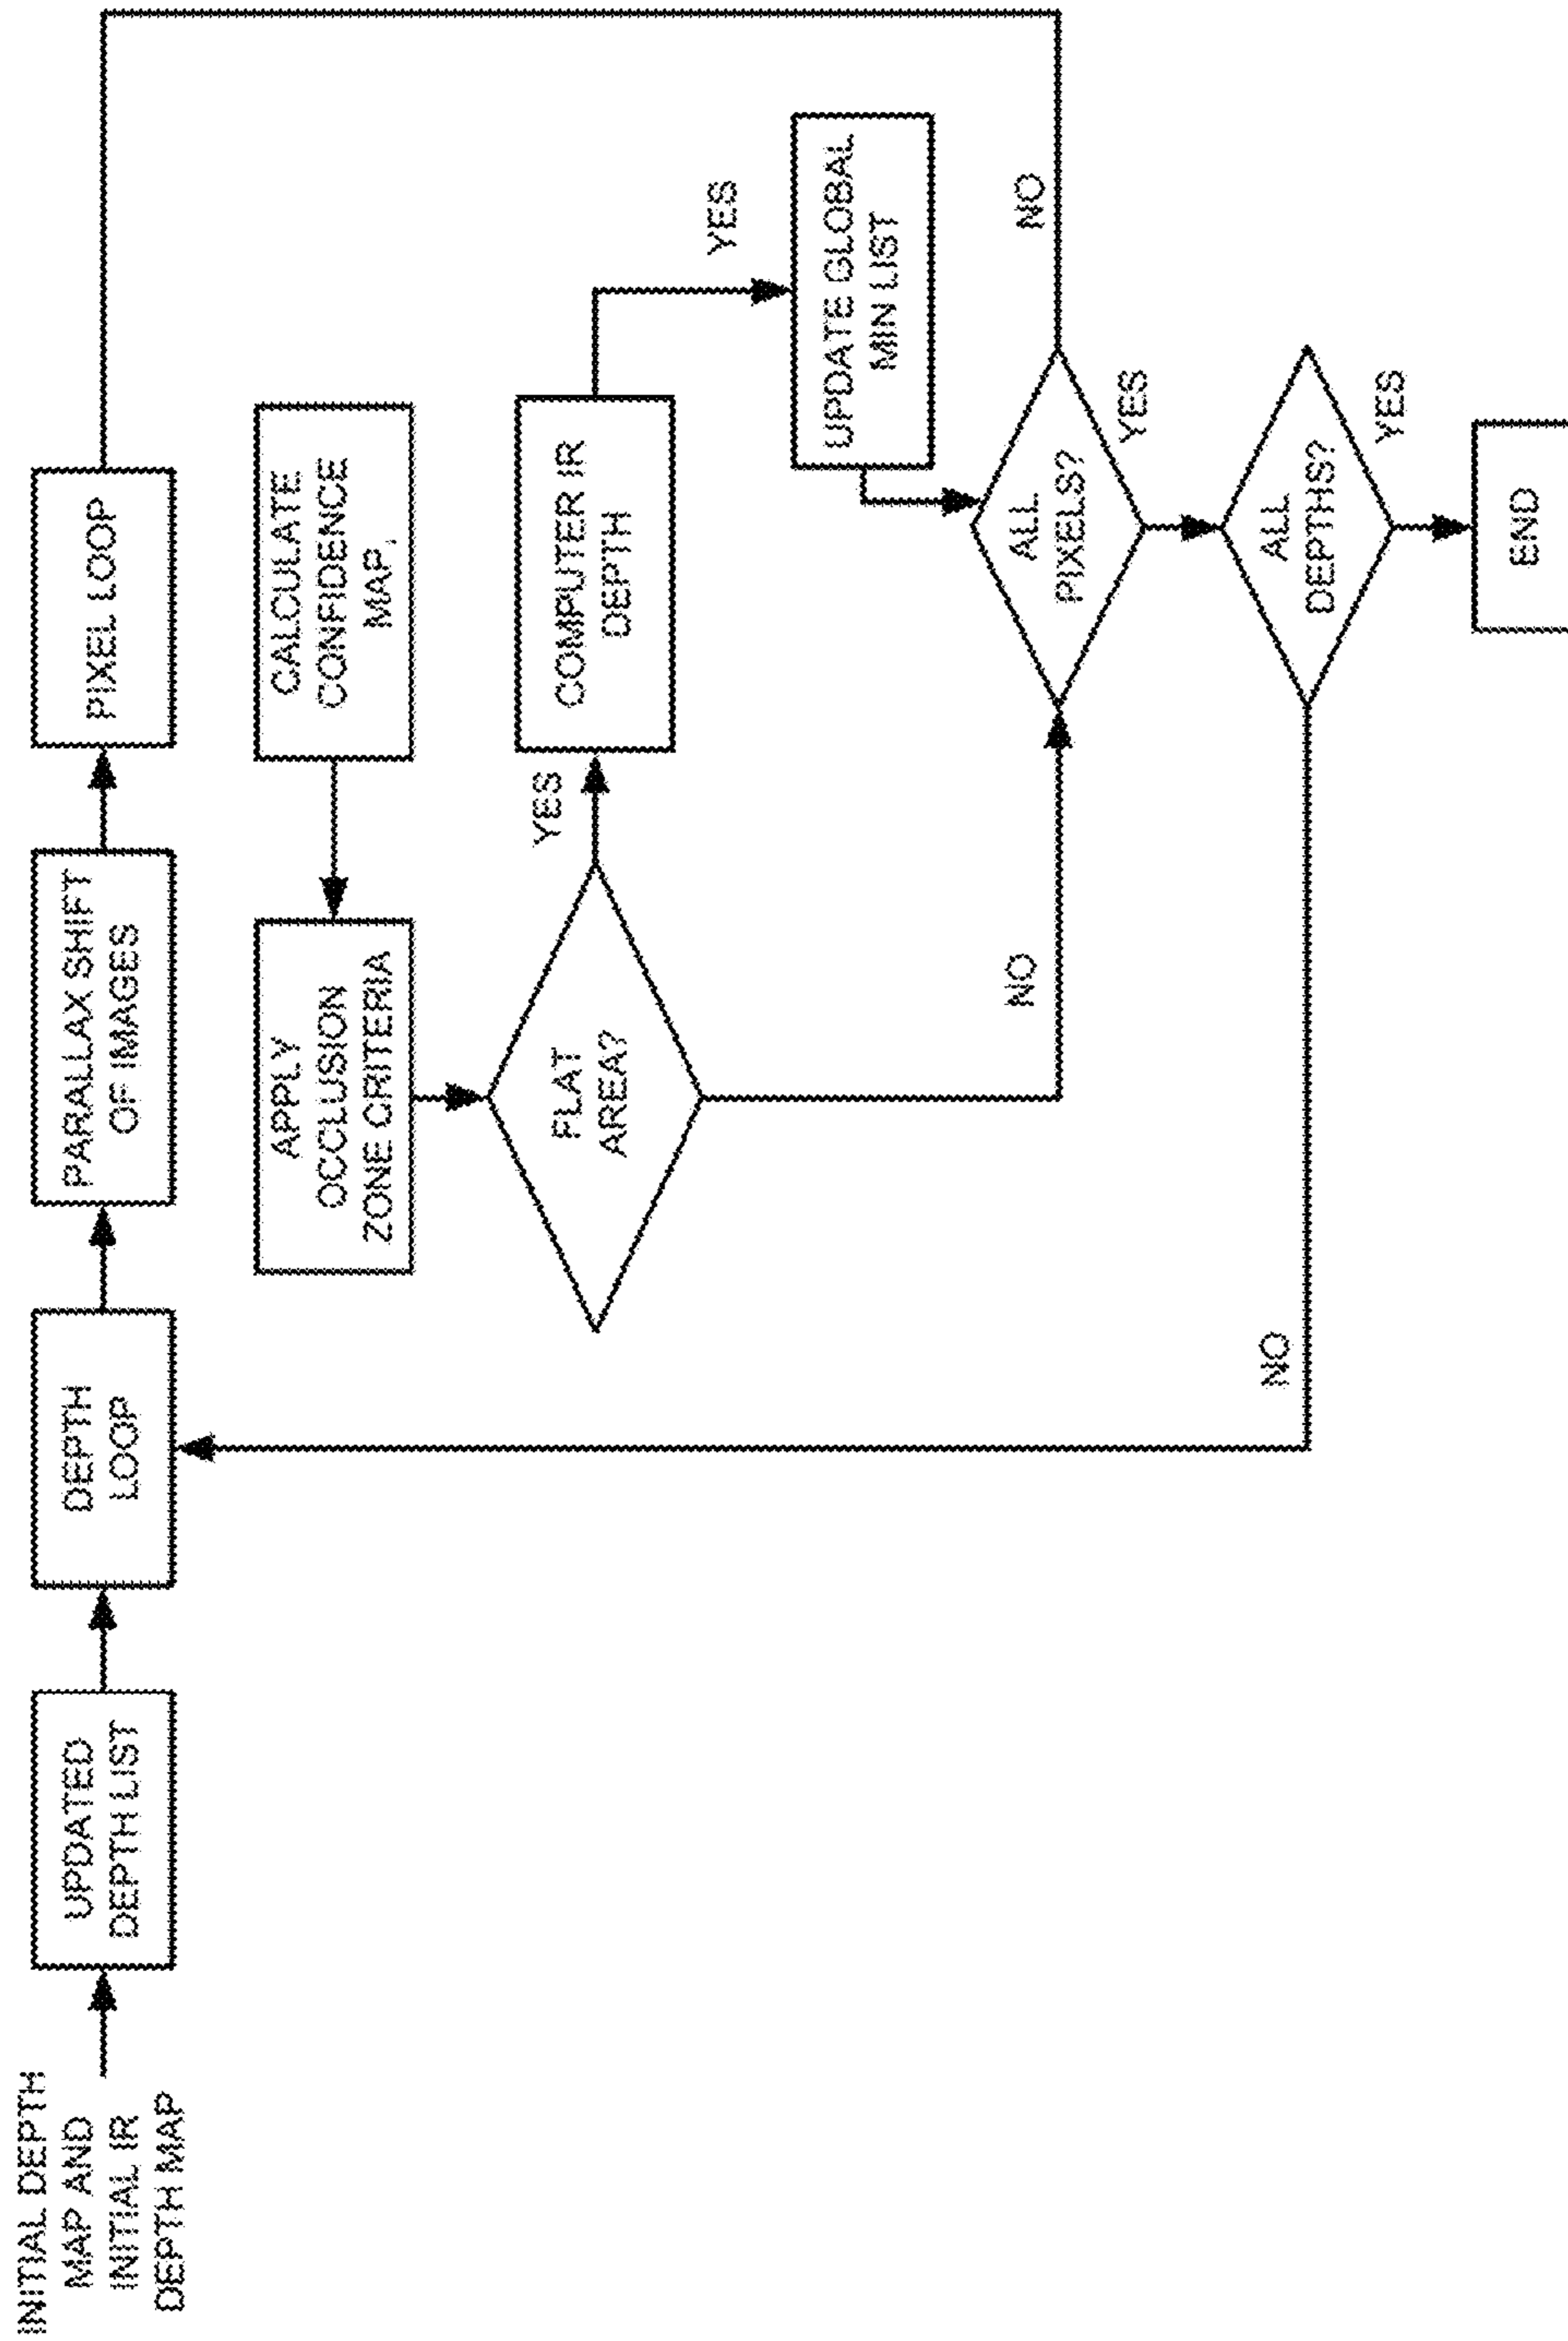 INITIAL DEPTH
MAP AND
INITIAL IR
DEPTH MAP
UPDATED
DEPTH LIST
DEPTH
LOOP
PARALLAX SHIFT
OF IMAGES
PIXEL LOOP
CALCULATE
CONFIDENCE
MAP,
APPLY
OCCLUSION
ZONE CRITERIA
FLAT
AREA?
YES
COMPUTER IR
DEPTH
YES
UPDATE GLOBAL
MIN LIST
NO
ALL
PIXELS?
NO
YES
ALL
DEPTHS?
NO
YES
END